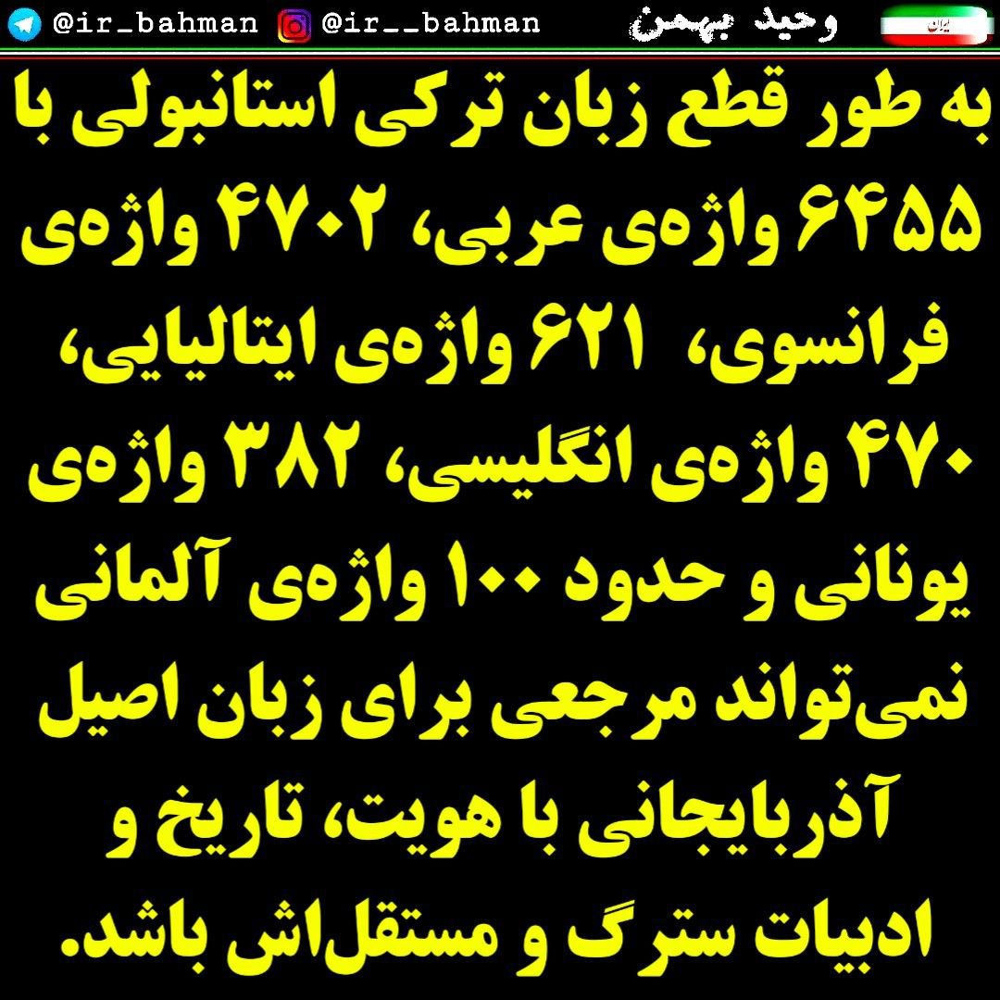 @ir_bahman @ir__bahman وحید بهمن ایران
به طور قطع زبان ترکی استانبولی با
۶۴۵۵ واژه‌ی عربی، ۴۷۰۲ واژه‌ی
فرانسوی، ۶۲۱ واژه‌ی ایتالیایی،
۴۷۰ واژه‌ی انگلیسی، ۳۸۲ واژه‌ی
یونانی و حدود ۱۰۰ واژه‌ی آلمانی
نمی‌تواند مرجعی برای زبان اصیل
آذربایجانی با هویت، تاریخ و
ادبیات سترگ و مستقل‌اش باشد.